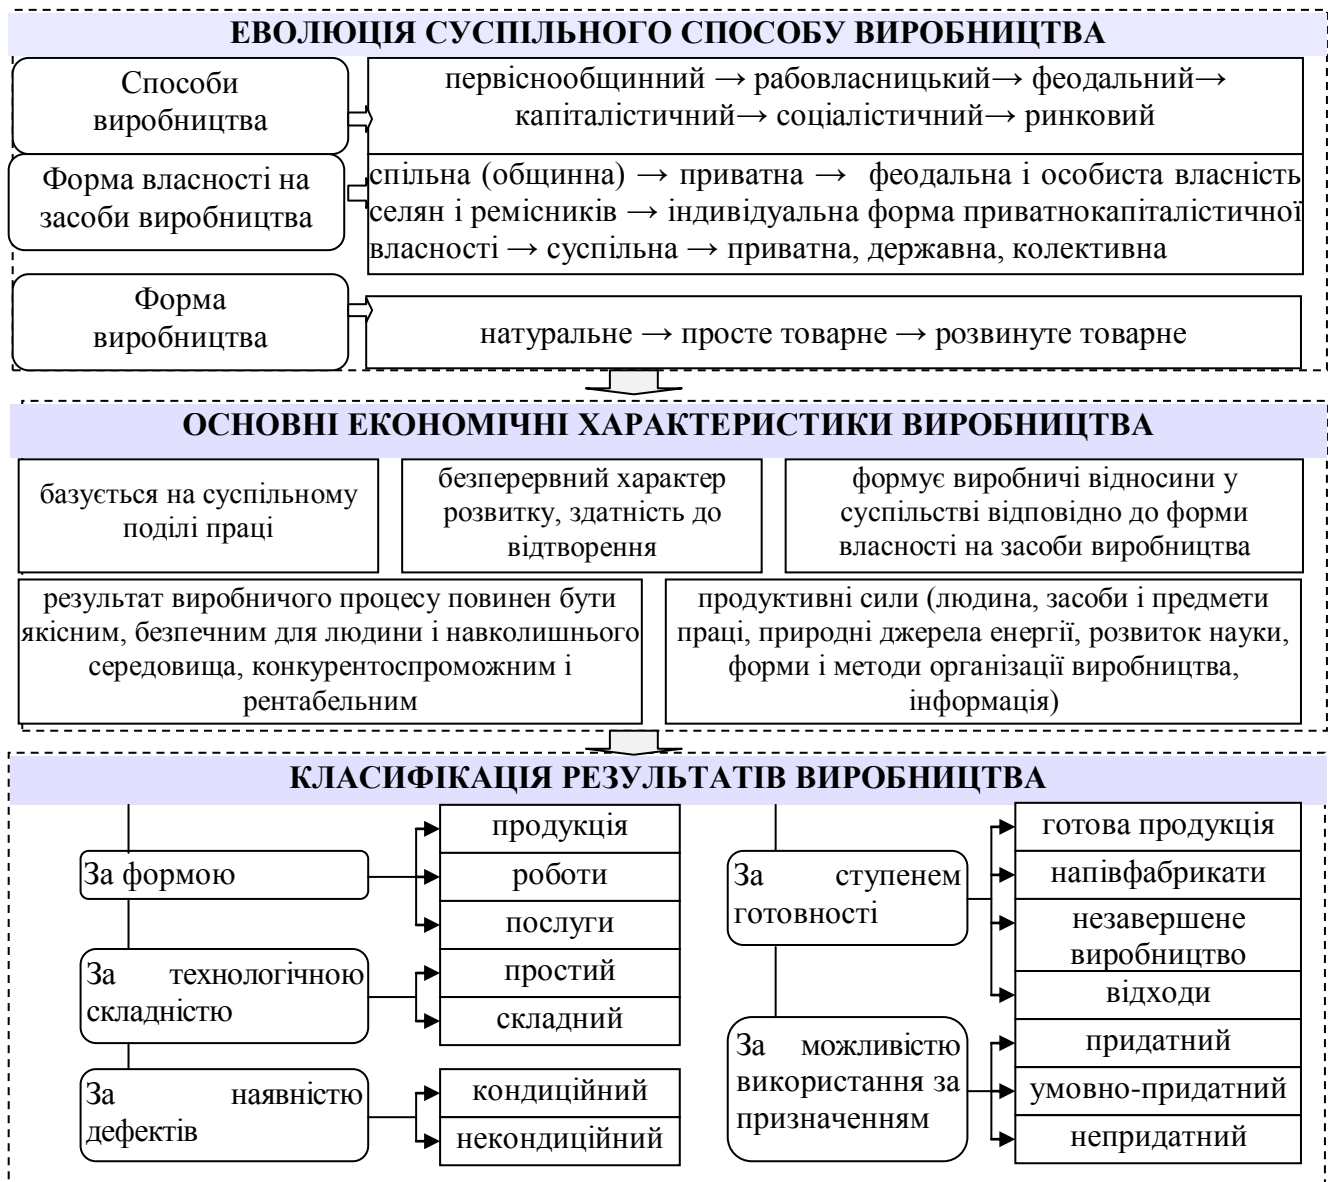 ЕВОЛЮЦІЯ СУСПІЛЬНОГО СПОСОБУ ВИРОБНИЦТВА
Способи
виробництва
первіснообщинний → рабовласницький→ феодальний→
капіталістичний→ соціалістичний→ ринковий
Форма власності на
засоби виробництва
спільна (общинна) → приватна → феодальна і особиста власність
селян і ремісників → індивідуальна форма приватнокапіталістичної
власності → суспільна → приватна, державна, колективна
Форма
виробництва
натуральне → просте товарне → розвинуте товарне
ОСНОВНІ ЕКОНОМІЧНІ ХАРАКТЕРИСТИКИ ВИРОБНИЦТВА
базується на суспільному
поділі праці
безперервний характер
розвитку, здатність до
відтворення
формує виробничі відносини у
суспільстві відповідно до форми
власності на засоби виробництва
результат виробничого процесу повинен бути
якісним, безпечним для людини і навколишнього
середовища, конкурентоспроможним і
рентабельним
продуктивні сили (людина, засоби і предмети
праці, природні джерела енергії, розвиток науки,
форми і методи організації виробництва,
інформація)
КЛАСИФІКАЦІЯ РЕЗУЛЬТАТІВ ВИРОБНИЦТВА
За формою
продукція
роботи
послуги
За технологічною
складністю
простий
складний
За наявністю
дефектів
кондиційний
некондиційний
За ступенем
готовності
готова продукція
напівфабрикати
незавершене
виробництво
відходи
За можливістю
використання за
призначенням
придатний
умовно-придатний
непридатний